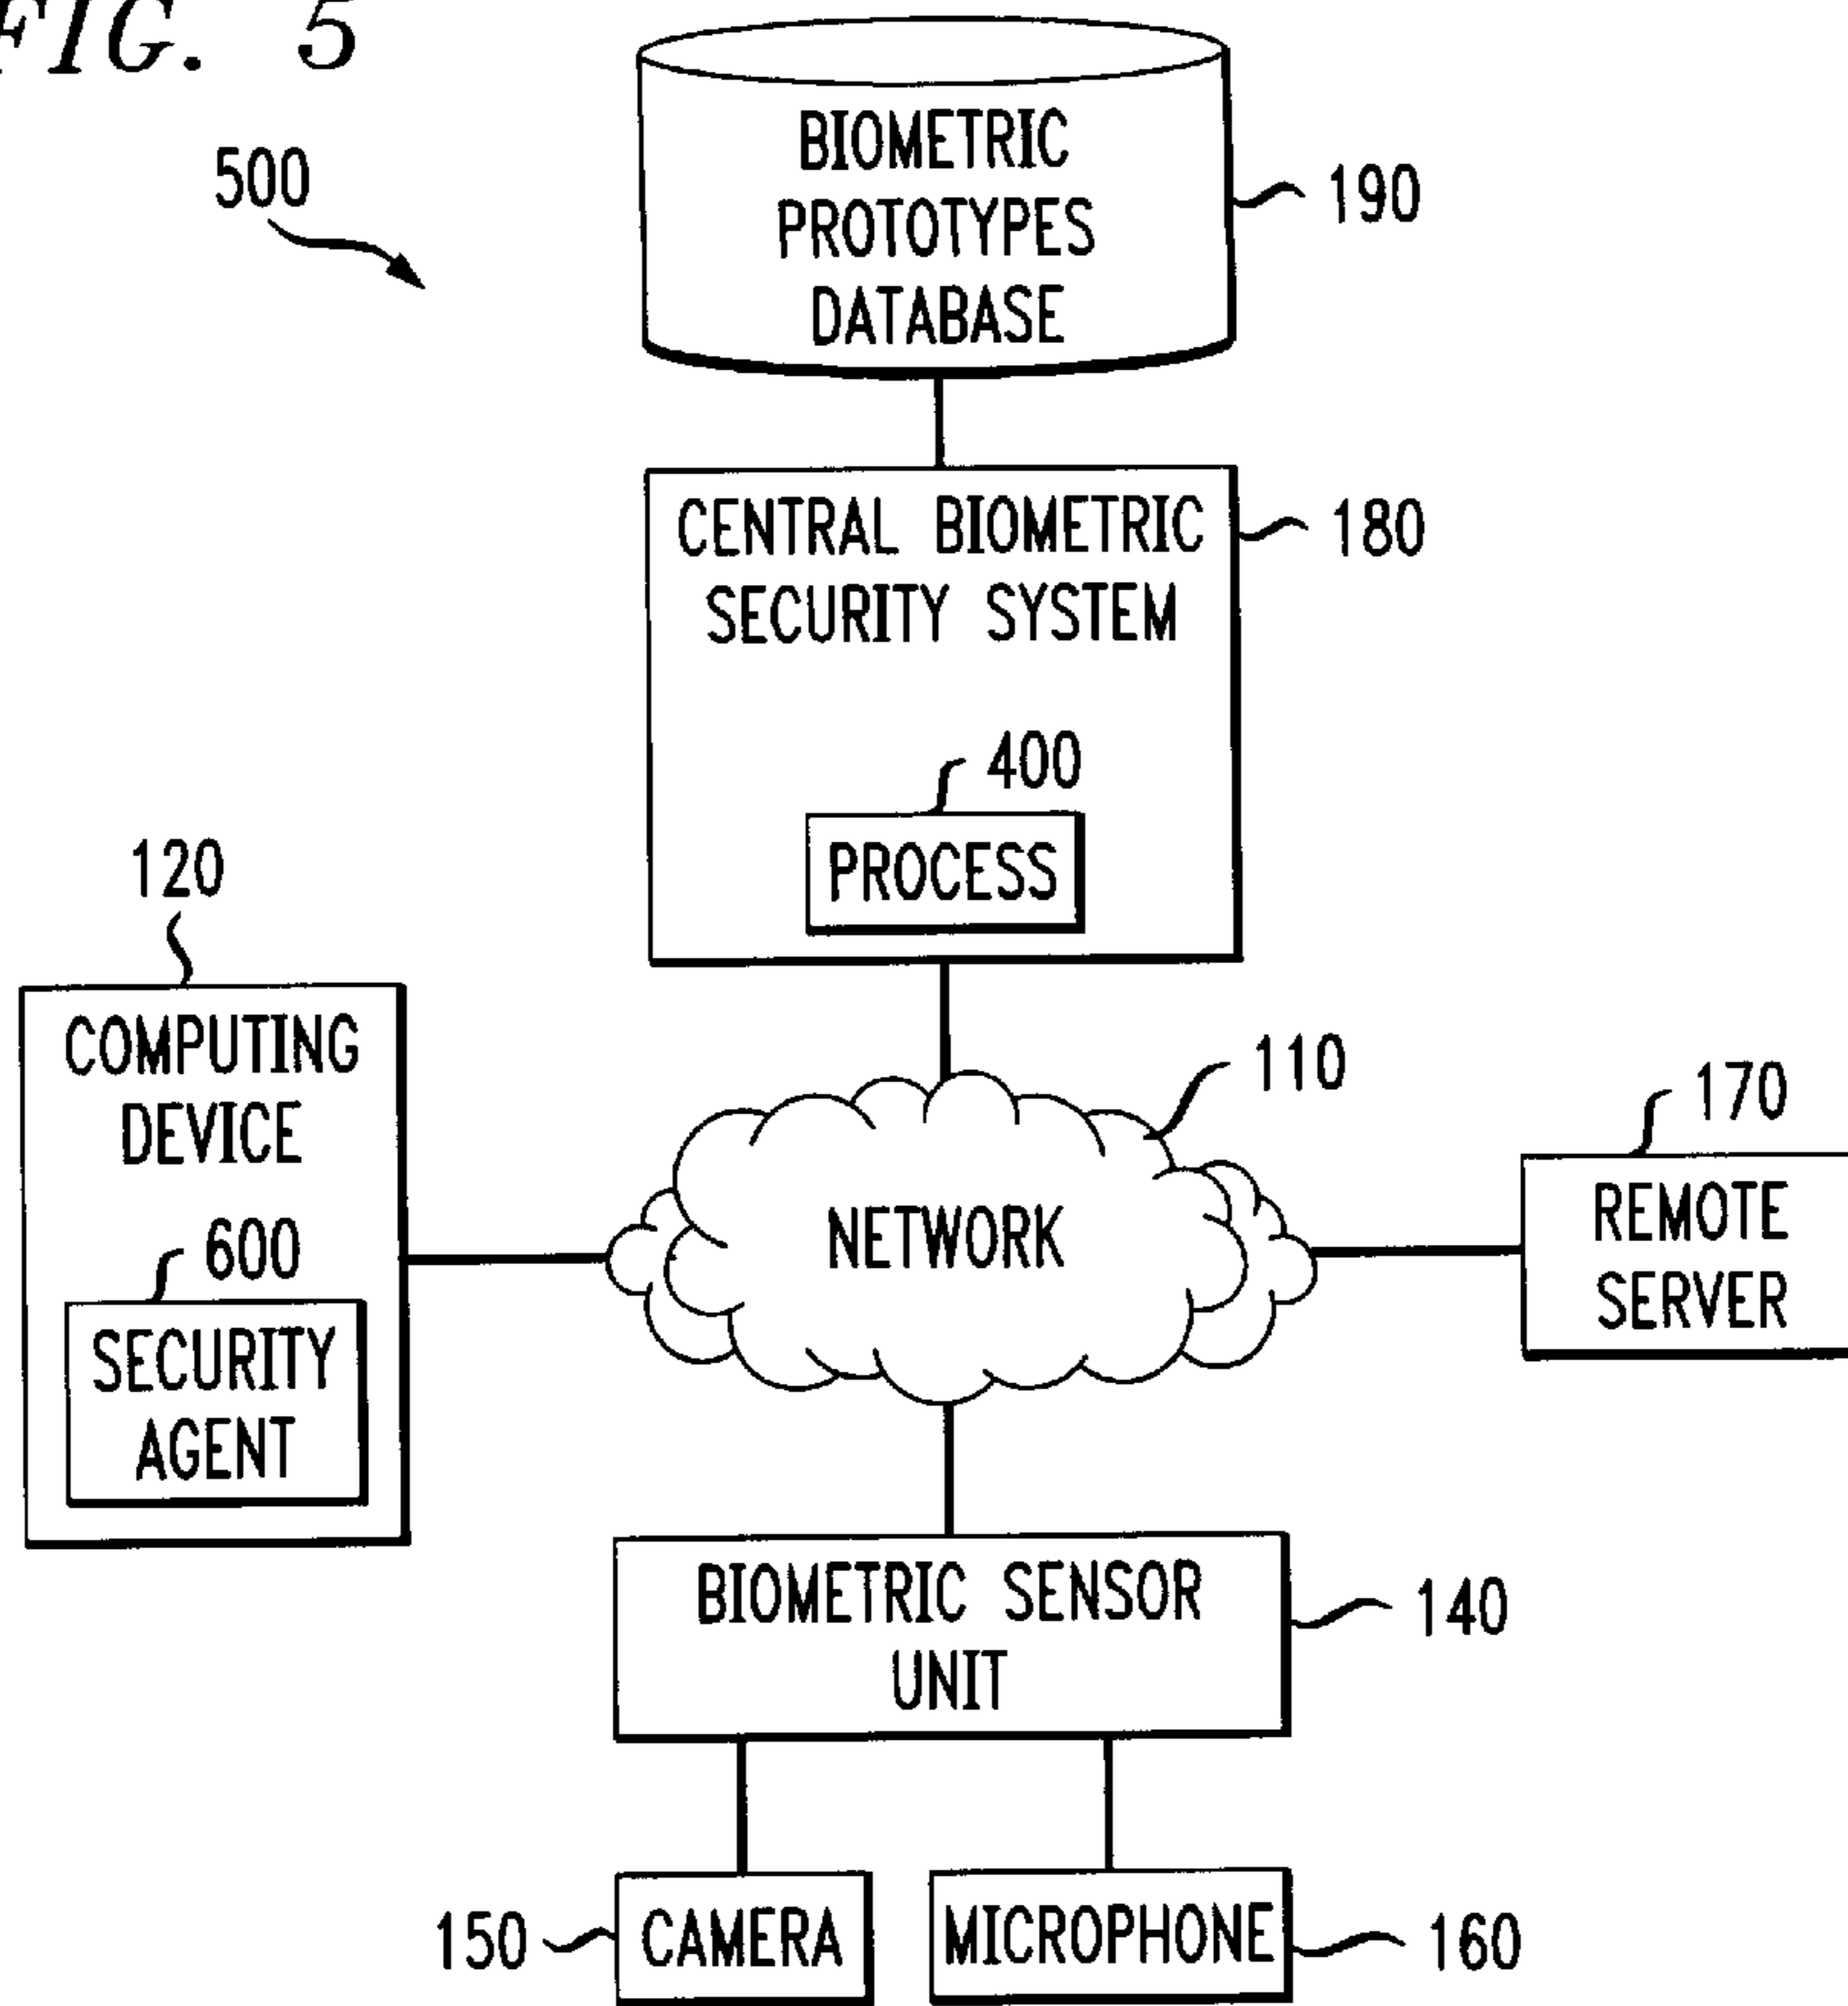 FIG. 5
500
BIOMETRIC
PROTOTYPES
DATABASE
190
CENTRAL BIOMETRIC
SECURITY SYSTEM
180
400
PROCESS
120
COMPUTING
DEVICE
600
SECURITY
AGENT
110
NETWORK
170
REMOTE
SERVER
BIOMETRIC SENSOR
UNIT
140
150
CAMERA
MICROPHONE
160